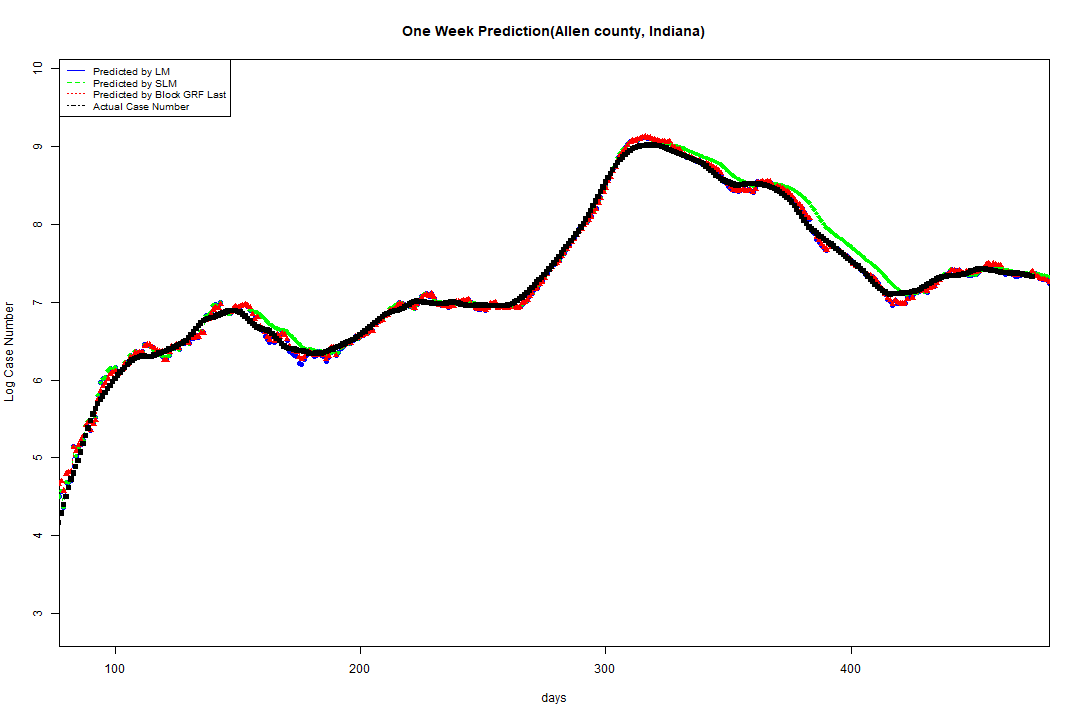 One Week Prediction(Allen county, Indiana)
Predicted by LM
Predicted by SLM
Predicted by Block GRF Last
Actual Case Number
10
9
8
7
6
5
4
3
Log Case Number
100 200 300 400
days